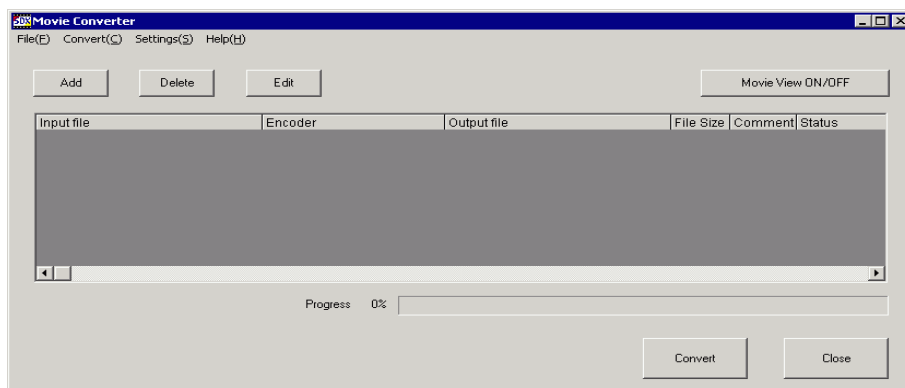 SDX Movie Converter
File(F) Convert(C) Settings(S) Help(H)
Add Delete Edit Movie View ON/OFF
Input file Encoder Output file File Size Comment Status
Progress 0%
Convert Close